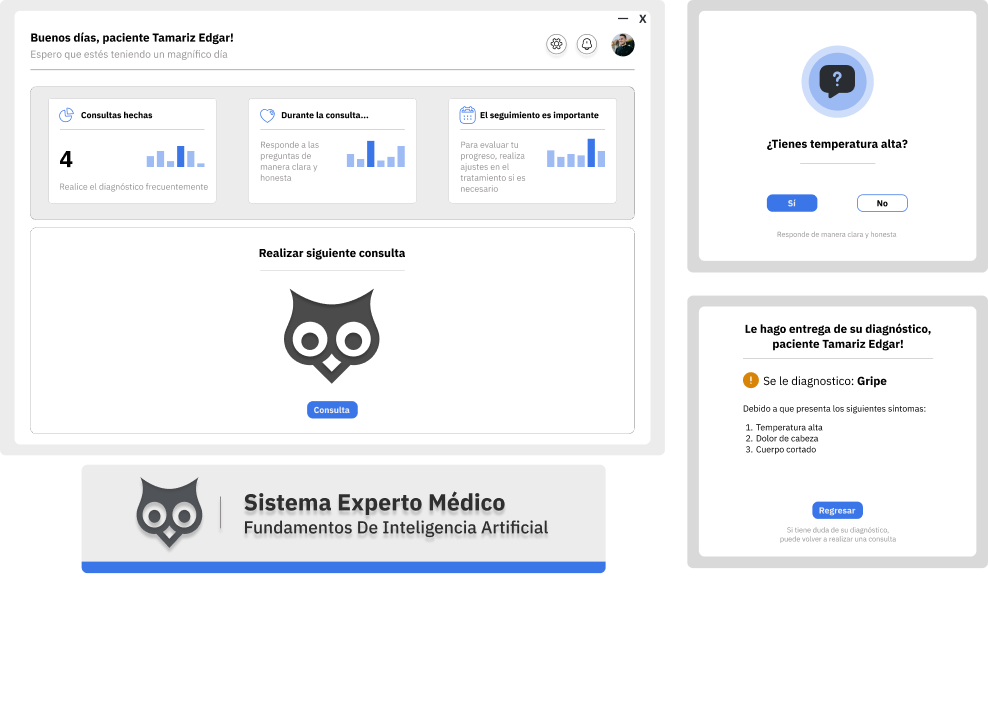 — X
Buenos días, paciente Tamariz Edgar!
Espero que estés teniendo un magnífico día
Consultas hechas
4
Realice el diagnóstico frecuentemente
Durante la consulta...
Responde a las
preguntas de
manera clara y
honesta
El seguimiento es importante
Para evaluar tu
progreso, realiza
ajustes en el
tratamiento si es
necesario
Realizar siguiente consulta
Consulta
Sistema Experto Médico
Fundamentos De Inteligencia Artificial
?
¿Tienes temperatura alta?
Sí
No
Responde de manera clara y honesta
Le hago entrega de su diagnóstico,
paciente Tamariz Edgar!
! Se le diagnostico: Gripe
Debido a que presenta los siguientes sintomas:
1. Temperatura alta
2. Dolor de cabeza
3. Cuerpo cortado
Regresar
Si tiene duda de su diagnóstico,
puede volver a realizar una consulta